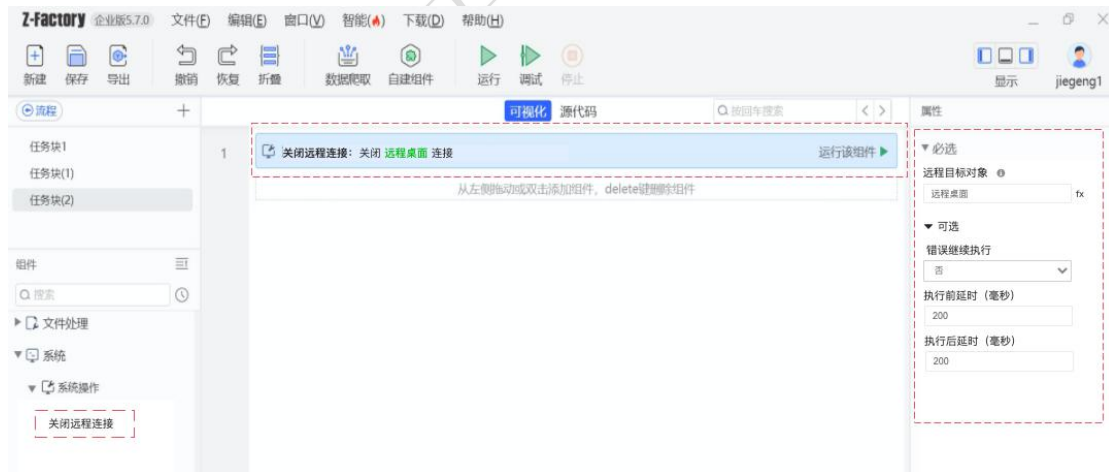 Z-Factory 企业版5.7.0 文件(F) 编辑(E) 窗口(V) 智能( ) 下载(D) 帮助(H)
新建 保存 导出 撤销 恢复 折叠 数据爬取 自建组件 运行 调试 停止 显示 jiegeng1
流程 + 可视化 源代码 按回车搜索 < > 属性
任务块1
任务块(1)
任务块(2)
1 关闭远程连接：关闭 远程桌面 连接 运行该组件
从左侧拖动或双击添加组件，delete键删除组件
组件
搜索
文件处理
系统
系统操作
关闭远程连接
必选
远程目标对象
远程桌面 fx
可选
错误继续执行
否
执行前延时（毫秒）
200
执行后延时（毫秒）
200